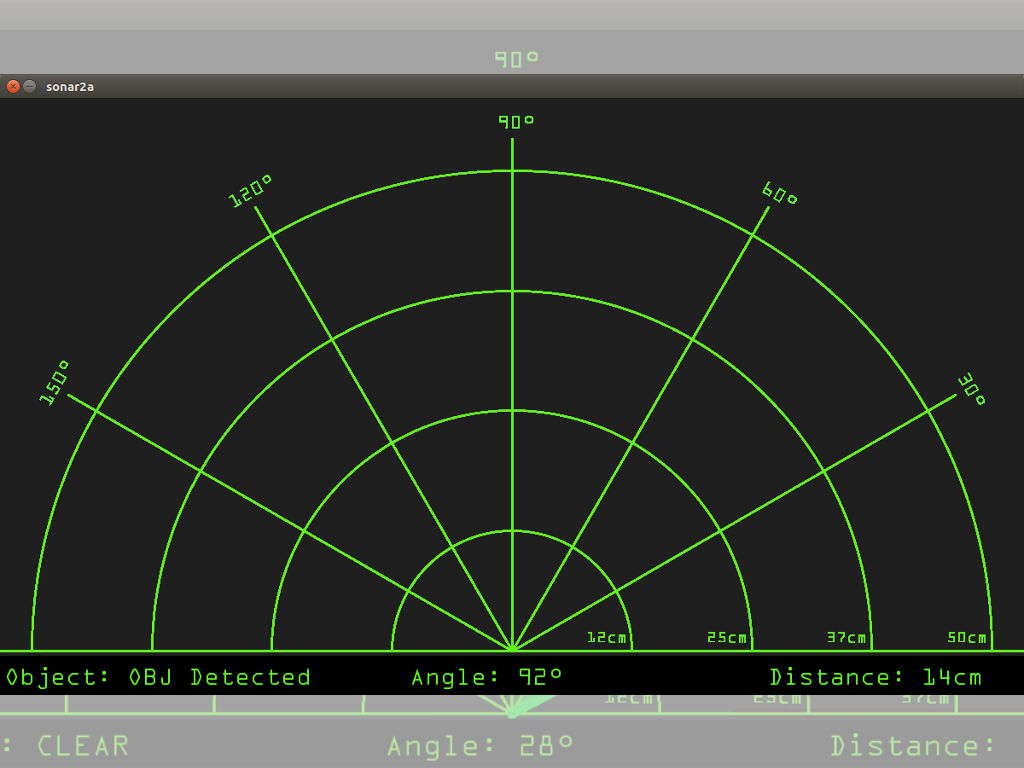 90°
sonar2a
90°
120°
60°
150°
30°
12cm
25cm
37cm
50cm
Object: OBJ Detected
Angle: 92°
Distance: 14cm
12cm
25cm
37cm
: CLEAR
Angle: 28°
Distance: